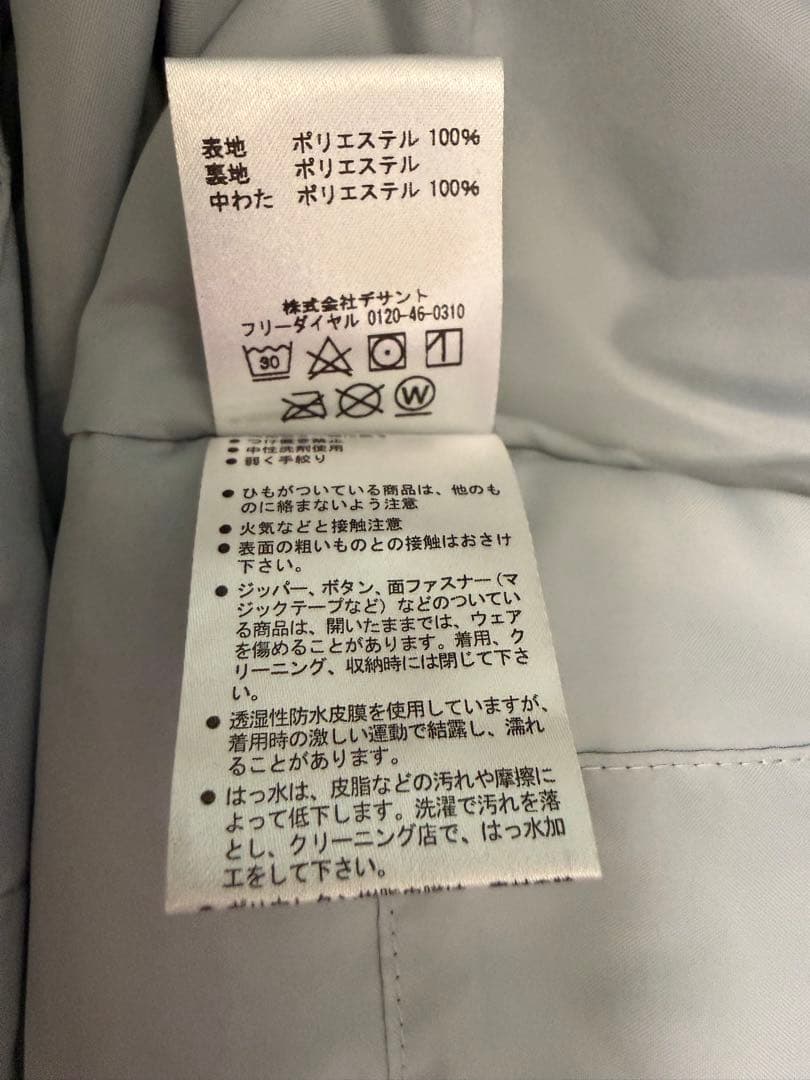 表地 ポリエステル 100%
裏地 ポリエステル
中わた ポリエステル 100%
株式会社デサント
フリーダイヤル 0120-46-0310
30
W
● つけ置き禁止
● 中性洗剤使用
● 弱く手絞り
● ひもがついている商品は、他のも
のに絡まないよう注意
● 火気などと接触注意
● 表面の粗いものとの接触はおさけ
下さい。
● ジッパー、ボタン、面ファスナー(マ
ジックテープなど)などのついてい
る商品は、開いたままでは、ウェア
を傷めることがあります。着用、ク
リーニング、収納時には閉じて下さ
い。
● 透湿性防水皮膜を使用していますが、
着用時の激しい運動で結露し、濡れ
ることがあります。
● はっ水は、皮脂などの汚れや摩擦に
よって低下します。洗濯で汚れを落
とし、クリーニング店で、はっ水加
工をして下さい。